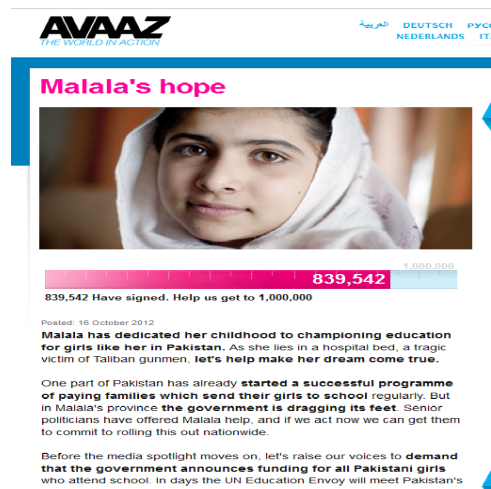 AVAAZ
THE WORLD IN ACTION
العربية DEUTSCH
NEDERLANDS
Malala's hope
1,000,000
839,542
839,542 Have signed. Help us get to 1,000,000
Posted: 16 October 2012
Malala has dedicated her childhood to championing education
for girls like her in Pakistan. As she lies in a hospital bed, a tragic
victim of Taliban gunmen, let's help make her dream come true.
One part of Pakistan has already started a successful programme
of paying families which send their girls to school regularly. But
in Malala's province the government is dragging its feet. Senior
politicians have offered Malala help, and if we act now we can get them
to commit to rolling this out nationwide.
Before the media spotlight moves on, let's raise our voices to demand
that the government announces funding for all Pakistani girls
who attend school. In days the UN Education Envoy will meet Pakistan's